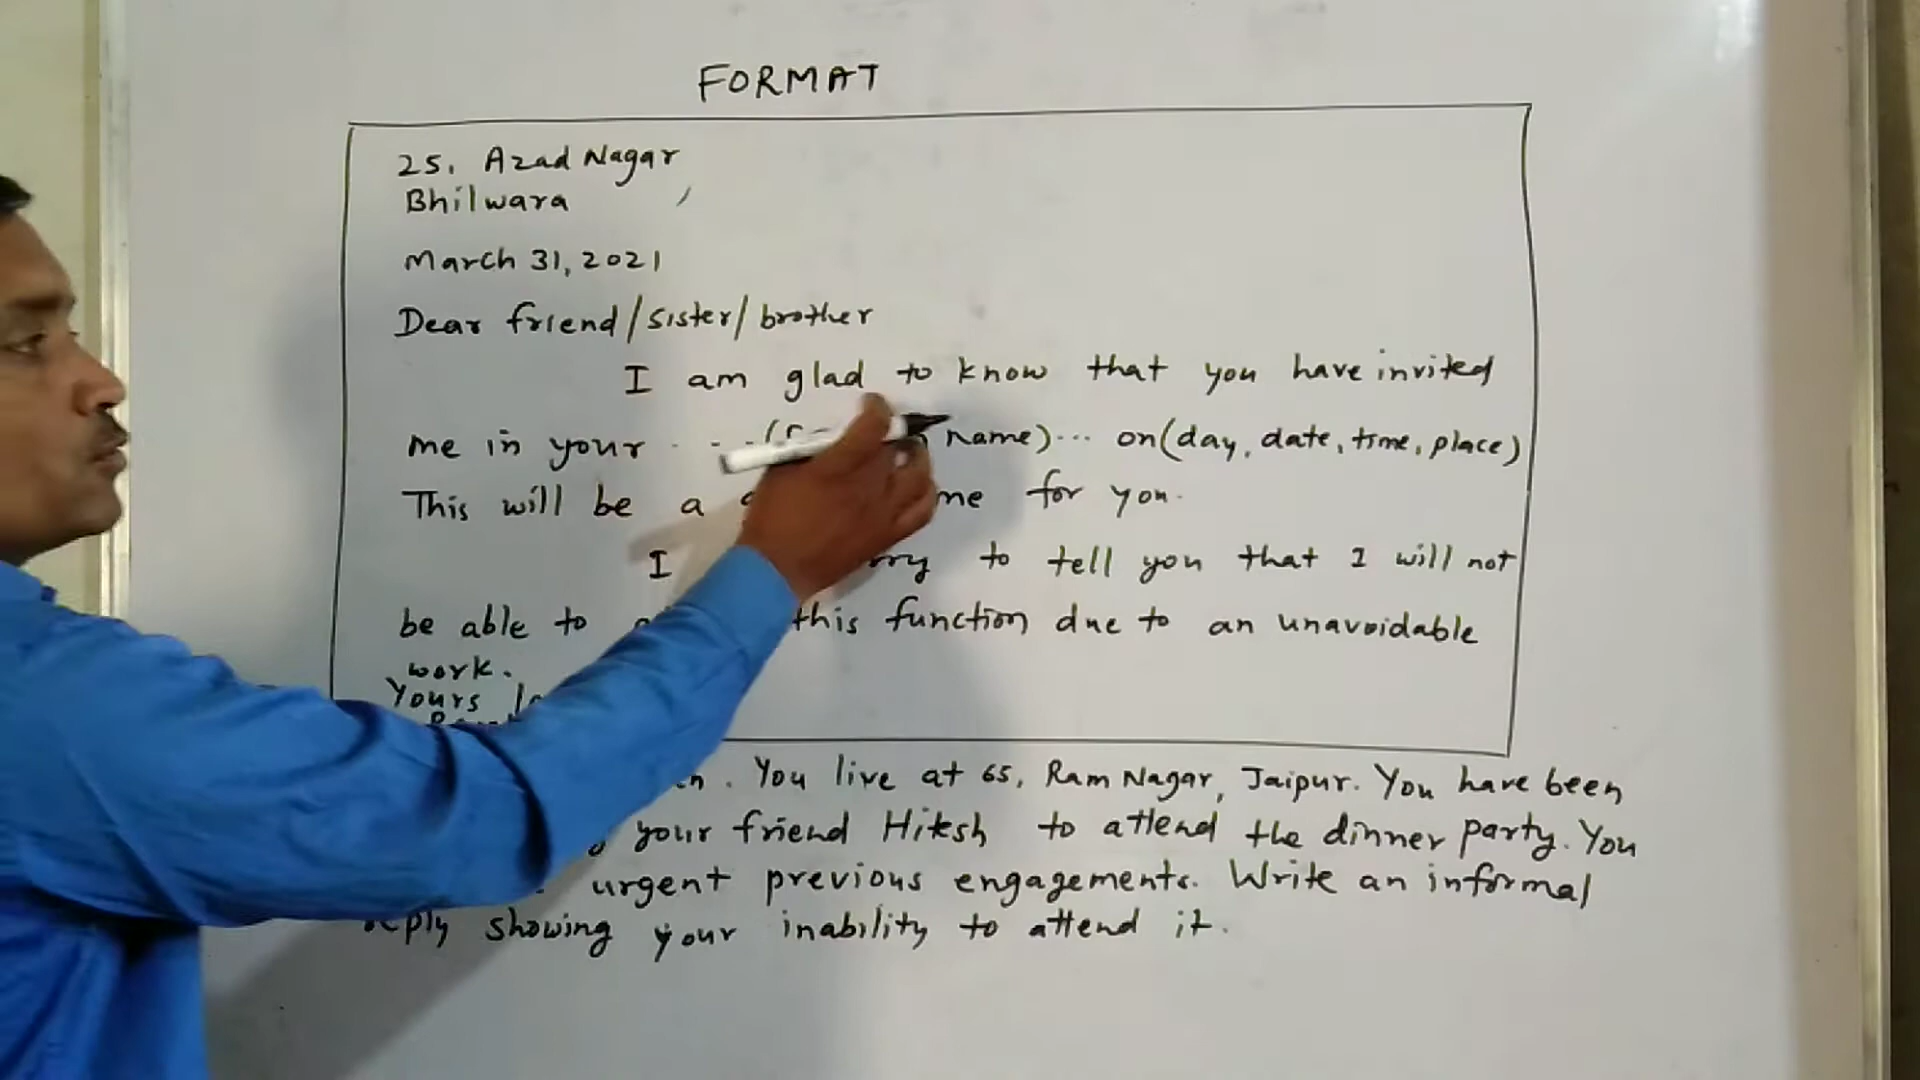 FORMAT
25, Azad Nagar
Bhilwara
March 31, 2021
Dear friend/sister/brother
I am glad to know that you have invited
me in your ... ( name)... on (day, date, time, place)
This will be a for you.
I to tell you that I will not
be able to this function due to an unavoidable
work.
Yours
You live at 65, Ram Nagar, Jaipur. You have been
your friend Hitesh to attend the dinner party. You
urgent previous engagements. Write an informal
reply showing your inability to attend it.